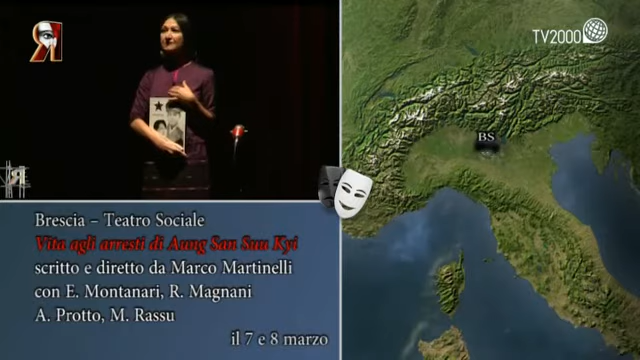 TV2000
BS
Brescia – Teatro Sociale
Vita agli arresti di Aung San Suu Kyi
scritto e diretto da Marco Martinelli
con E. Montanari, R. Magnani
A. Protto, M. Rassu
il 7 e 8 marzo